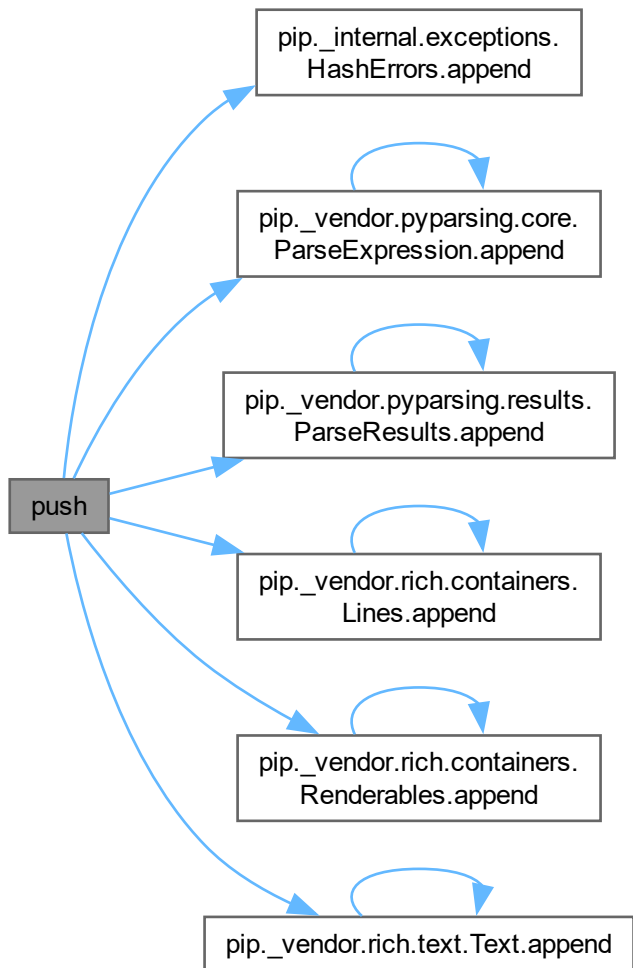 pip._internal.exceptions.
HashErrors.append
pip._vendor.pyparsing.core.
ParseExpression.append
pip._vendor.pyparsing.results.
ParseResults.append
push
pip._vendor.rich.containers.
Lines.append
pip._vendor.rich.containers.
Renderables.append
pip._vendor.rich.text.Text.append